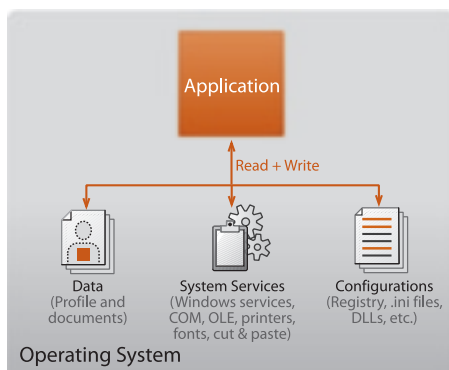 Application
Read + Write
Data
(Profile and
documents)
System Services
(Windows services,
COM, OLE, printers,
fonts, cut & paste)
Configurations
(Registry, .ini files,
DLLs, etc.)
Operating System